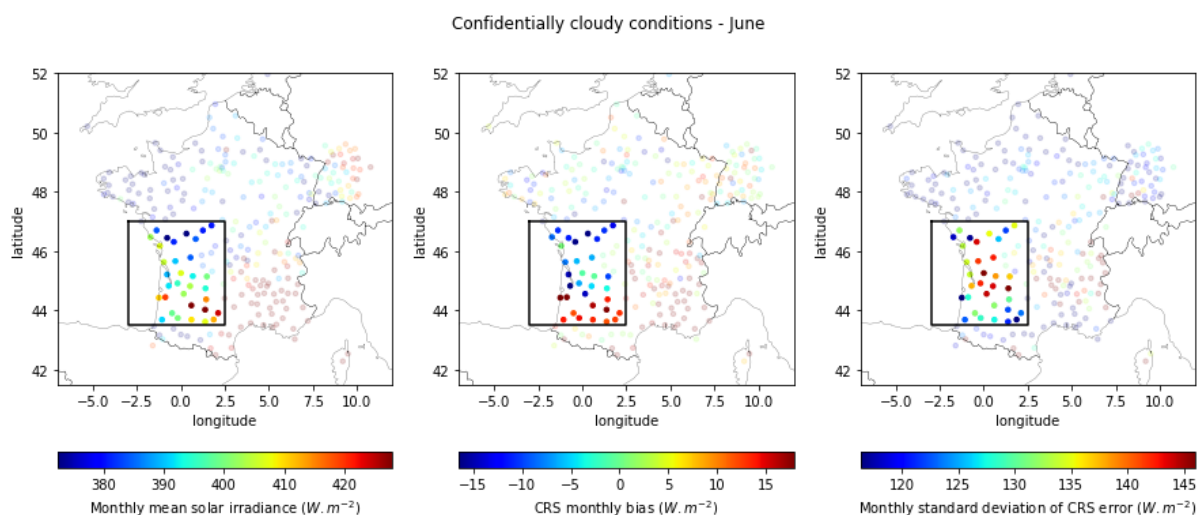 Confidentially cloudy conditions - June
52
50
48
46
44
42
latitude
−5.0 −2.5 0.0 2.5 5.0 7.5 10.0
longitude
380 390 400 410 420
Monthly mean solar irradiance (W.m⁻²)
52
50
48
46
44
42
latitude
−5.0 −2.5 0.0 2.5 5.0 7.5 10.0
longitude
−15 −10 −5 0 5 10 15
CRS monthly bias (W.m⁻²)
52
50
48
46
44
42
latitude
−5.0 −2.5 0.0 2.5 5.0 7.5 10.0
longitude
120 125 130 135 140 145
Monthly standard deviation of CRS error (W.m⁻²)